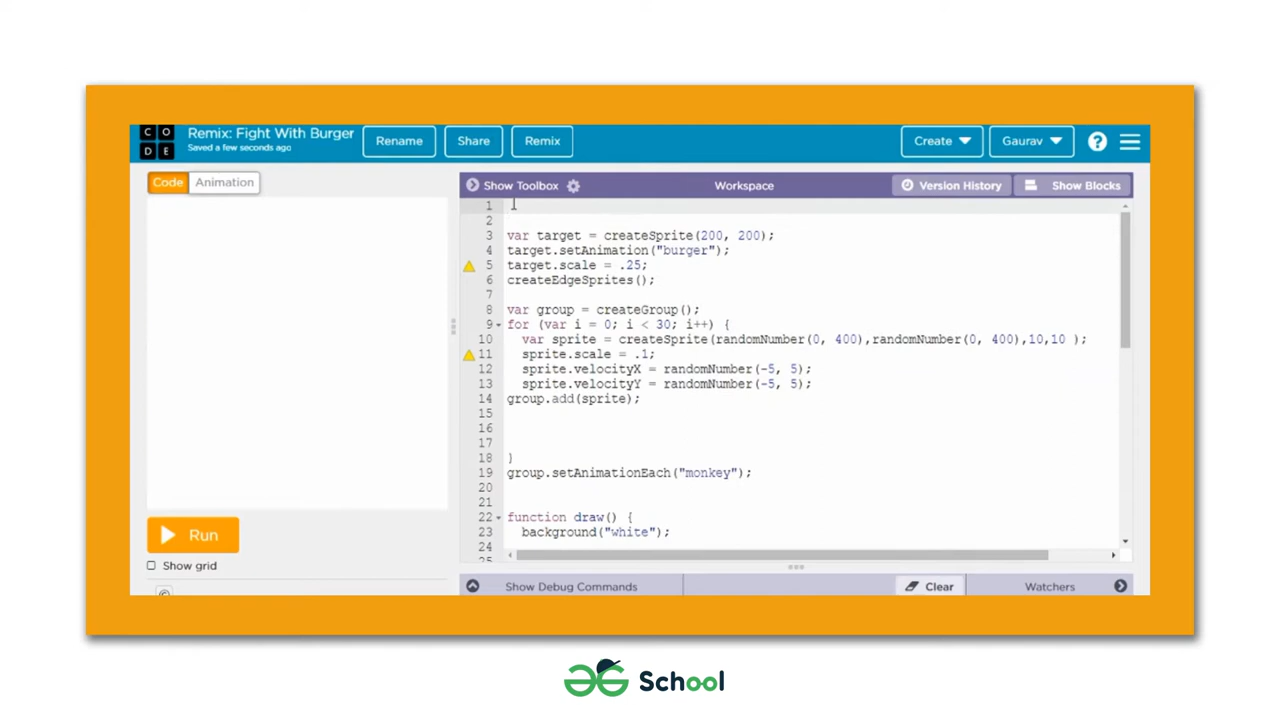 C O
D E
Remix: Fight With Burger
Saved a few seconds ago
Rename
Share
Remix
Create
Gaurav
?
Code
Animation
Show Toolbox
Workspace
Version History
Show Blocks
1
2
3 var target = createSprite(200, 200);
4 target.setAnimation("burger");
5 target.scale = .25;
6 createEdgeSprites();
7
8 var group = createGroup();
9 for (var i = 0; i < 30; i++) {
10 var sprite = createSprite(randomNumber(0, 400),randomNumber(0, 400),10,10 );
11 sprite.scale = .1;
12 sprite.velocityX = randomNumber(-5, 5);
13 sprite.velocityY = randomNumber(-5, 5);
14 group.add(sprite);
15
16
17
18 }
19 group.setAnimationEach("monkey");
20
21
22 function draw() {
23 background("white");
24
25
Run
Show grid
©
Show Debug Commands
Clear
Watchers
School